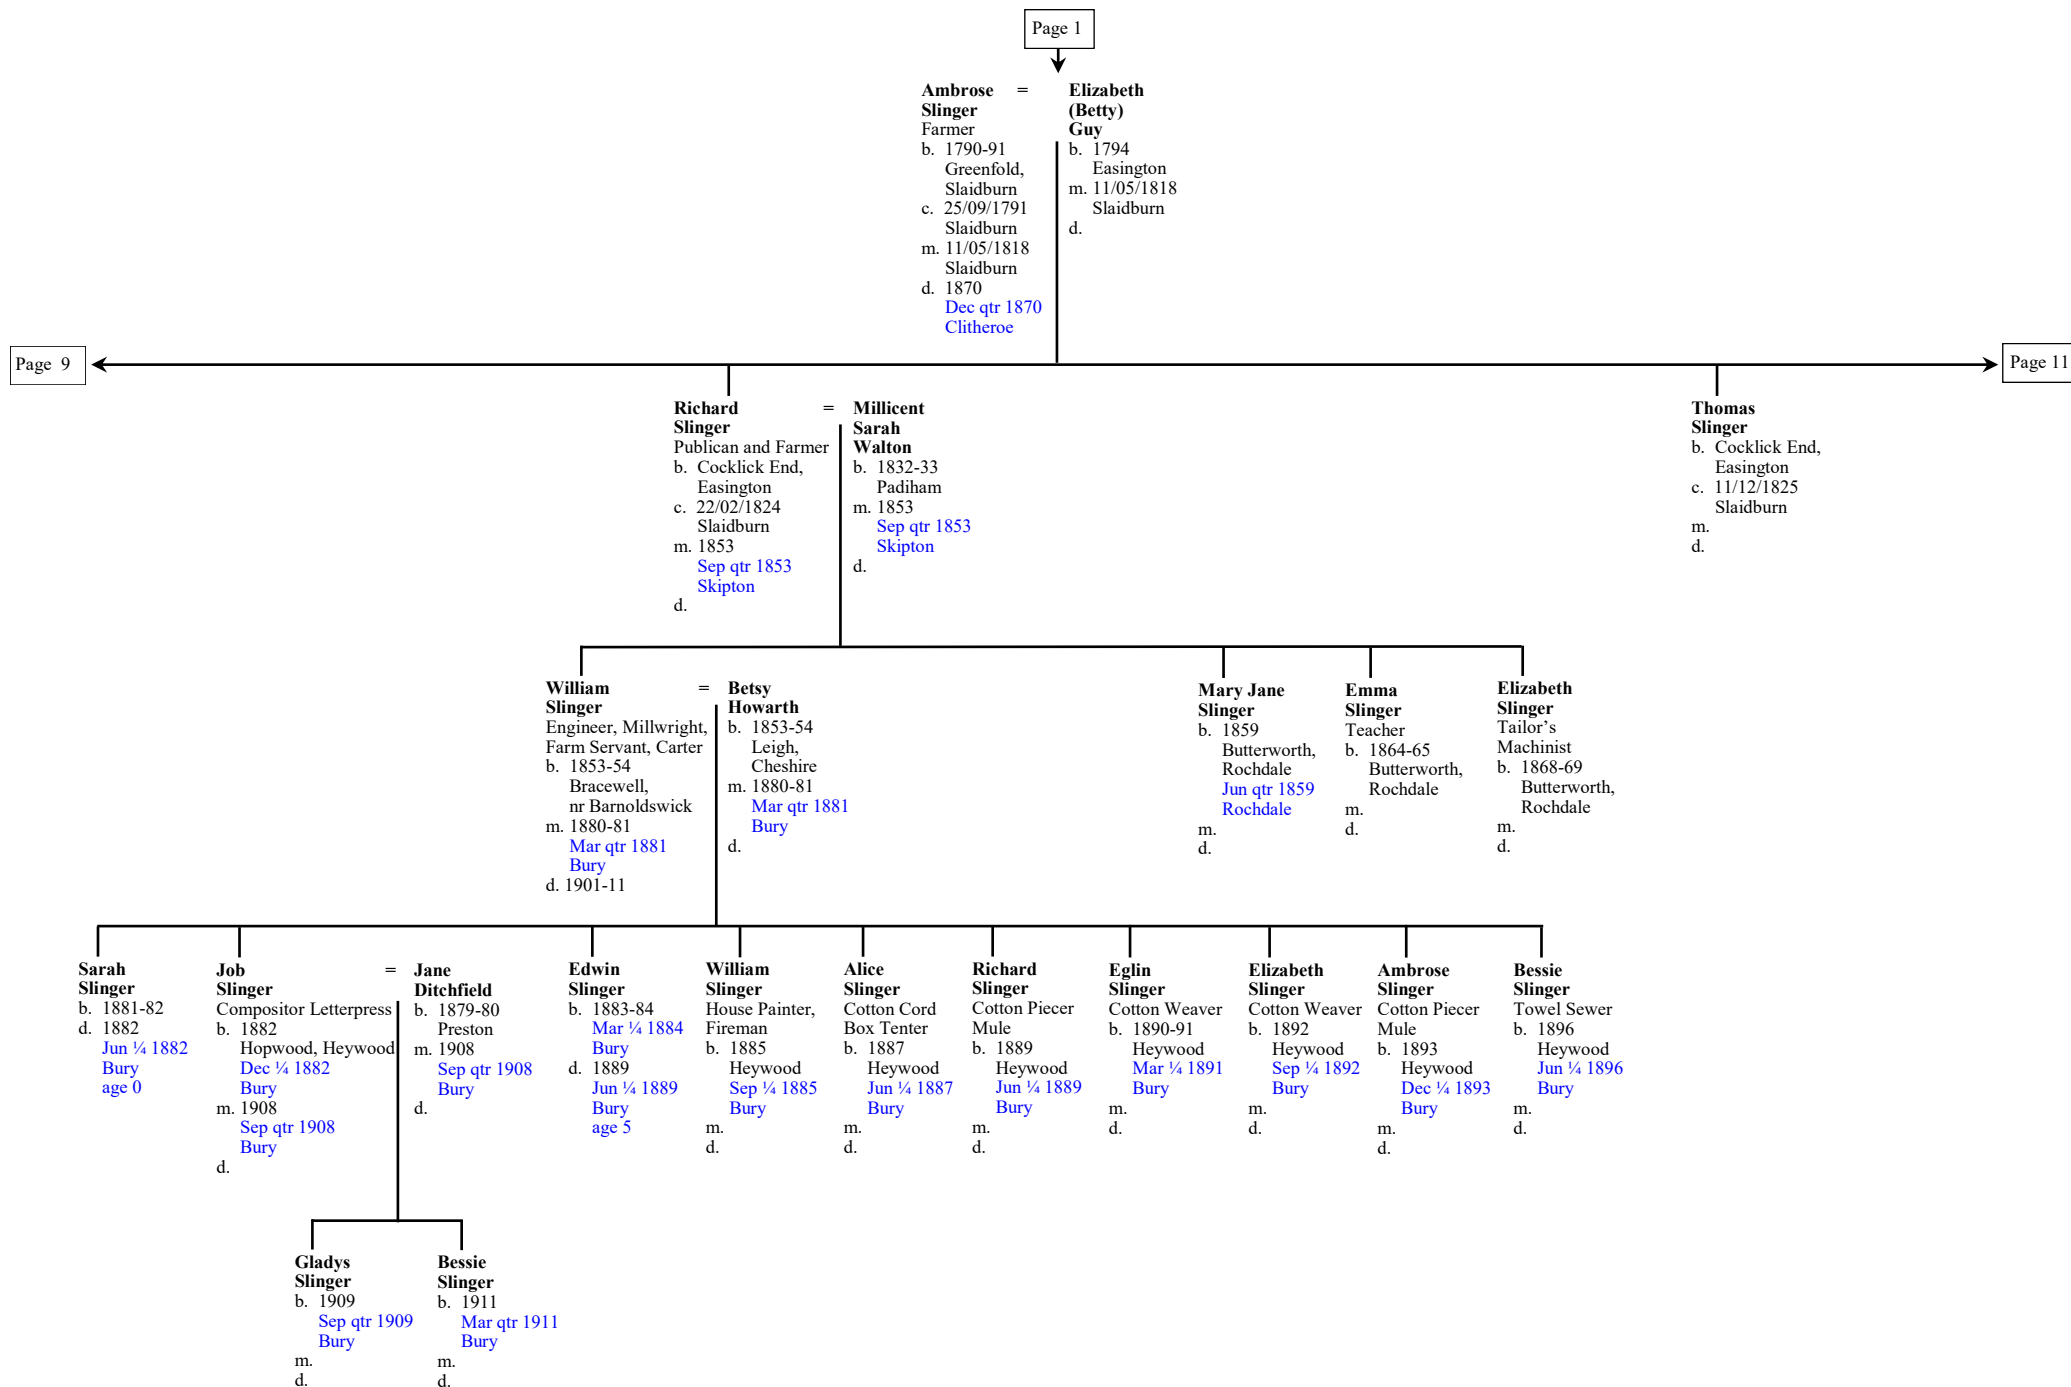 Page 1
Ambrose =
Slinger
Farmer
b. 1790-91
Greenfold,
Slaidburn
c. 25/09/1791
Slaidburn
m. 11/05/1818
Slaidburn
d. 1870
Dec qtr 1870
Clitheroe
Elizabeth
(Betty)
Guy
b. 1794
Easington
m. 11/05/1818
Slaidburn
d.
Page 9
Page 11
Richard =
Slinger
Publican and Farmer
b. Cocklick End,
Easington
c. 22/02/1824
Slaidburn
m. 1853
Sep qtr 1853
Skipton
d.
Millicent
Sarah
Walton
b. 1832-33
Padiham
m. 1853
Sep qtr 1853
Skipton
d.
Thomas
Slinger
b. Cocklick End,
Easington
c. 11/12/1825
Slaidburn
m.
d.
William =
Slinger
Engineer, Millwright,
Farm Servant, Carter
b. 1853-54
Bracewell,
nr Barnoldswick
m. 1880-81
Mar qtr 1881
Bury
d. 1901-11
Betsy
Howarth
b. 1853-54
Leigh,
Cheshire
m. 1880-81
Mar qtr 1881
Bury
d.
Mary Jane
Slinger
b. 1859
Butterworth,
Rochdale
Jun qtr 1859
Rochdale
m.
d.
Emma
Slinger
Teacher
b. 1864-65
Butterworth,
Rochdale
m.
d.
Elizabeth
Slinger
Tailor’s
Machinist
b. 1868-69
Butterworth,
Rochdale
m.
d.
Sarah
Slinger
b. 1881-82
d. 1882
Jun ¼ 1882
Bury
age 0
Job =
Slinger
Compositor Letterpress
b. 1882
Hopwood, Heywood
Dec ¼ 1882
Bury
m. 1908
Sep qtr 1908
Bury
d.
Jane
Ditchfield
b. 1879-80
Preston
m. 1908
Sep qtr 1908
Bury
d.
Edwin
Slinger
b. 1883-84
Mar ¼ 1884
Bury
d. 1889
Jun ¼ 1889
Bury
age 5
William
Slinger
House Painter,
Fireman
b. 1885
Heywood
Sep ¼ 1885
Bury
m.
d.
Alice
Slinger
Cotton Cord
Box Tenter
b. 1887
Heywood
Jun ¼ 1887
Bury
m.
d.
Richard
Slinger
Cotton Piecer
Mule
b. 1889
Heywood
Jun ¼ 1889
Bury
m.
d.
Eglin
Slinger
Cotton Weaver
b. 1890-91
Heywood
Mar ¼ 1891
Bury
m.
d.
Elizabeth
Slinger
Cotton Weaver
b. 1892
Heywood
Sep ¼ 1892
Bury
m.
d.
Ambrose
Slinger
Cotton Piecer
Mule
b. 1893
Heywood
Dec ¼ 1893
Bury
m.
d.
Bessie
Slinger
Towel Sewer
b. 1896
Heywood
Jun ¼ 1896
Bury
m.
d.
Gladys
Slinger
b. 1909
Sep qtr 1909
Bury
m.
d.
Bessie
Slinger
b. 1911
Mar qtr 1911
Bury
m.
d.